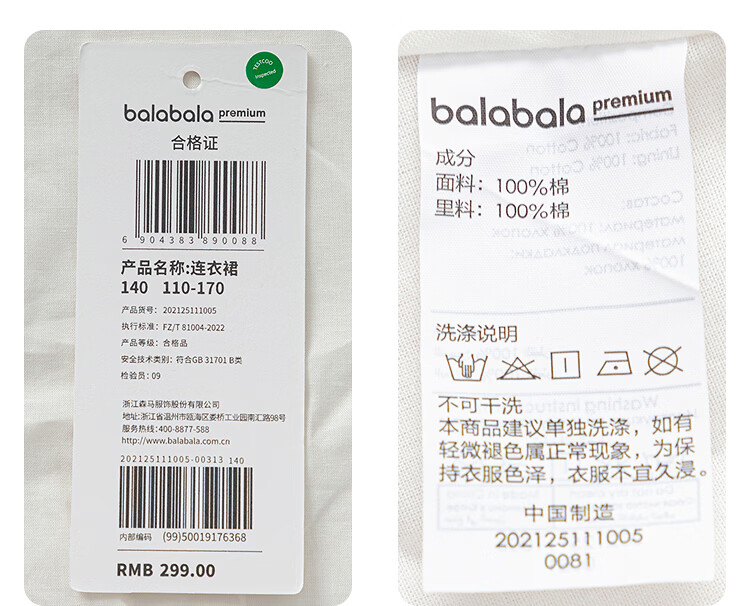 TESTCOO
Inspected
balabala premium
合格证
6 904383 890088
产品名称:连衣裙
140 110-170
产品货号: 202125111005
执行标准: FZ/T 81004-2022
产品等级: 合格品
安全技术类别: 符合GB 31701 B类
检验员: 09
浙江森马服饰股份有限公司
地址:浙江省温州市瓯海区娄桥工业园南汇路98号
服务热线:400-8877-588
http://www.balabala.com.cn
202125111005-00313 140
内部编码 (99)50019176368
RMB 299.00
balabala premium
成分
面料: 100%棉
里料: 100%棉
Fabric: 100% Cotton
Lining: 100% Cotton
洗涤说明
不可干洗
本商品建议单独洗涤，如有
轻微褪色属正常现象，为保
持衣服色泽，衣服不宜久浸。
中国制造
202125111005
0081